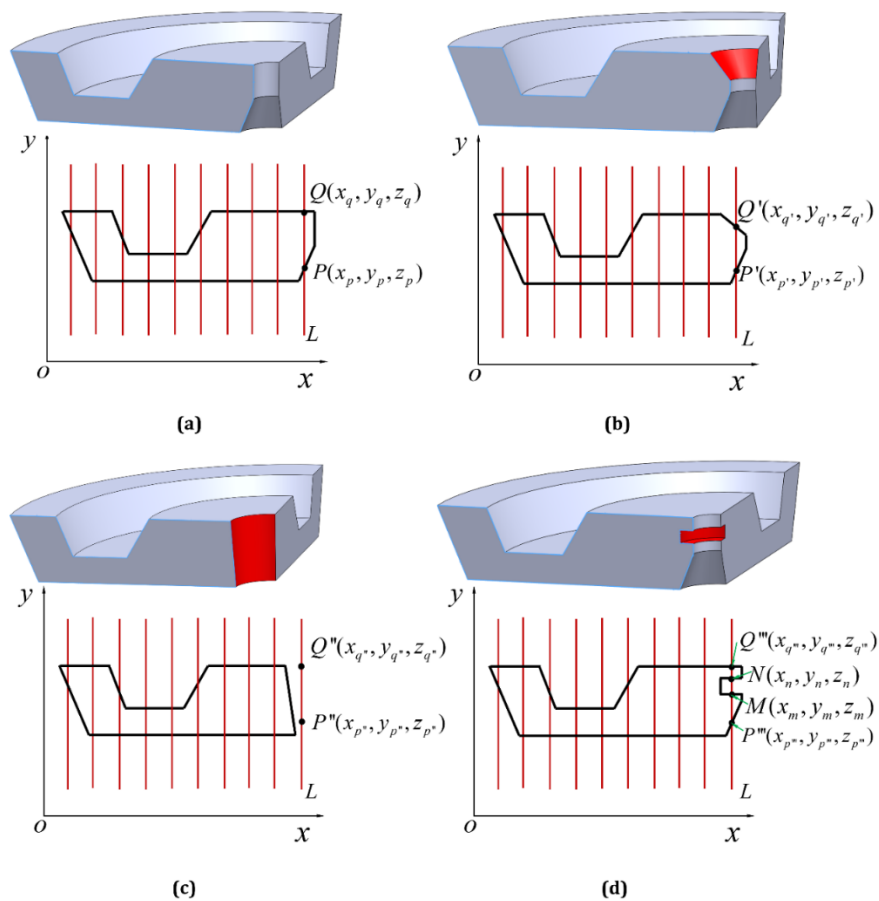 y
Q(x_q, y_q, z_q)
P(x_p, y_p, z_p)
L
o
x
(a)
y
Q'(x_q', y_q', z_q')
P'(x_p', y_p', z_p')
L
o
x
(b)
y
Q"(x_q", y_q", z_q")
P"(x_p", y_p", z_p")
L
o
x
(c)
y
Q'''(x_q''', y_q''', z_q''')
N(x_n, y_n, z_n)
M(x_m, y_m, z_m)
P'''(x_p''', y_p''', z_p''')
L
o
x
(d)